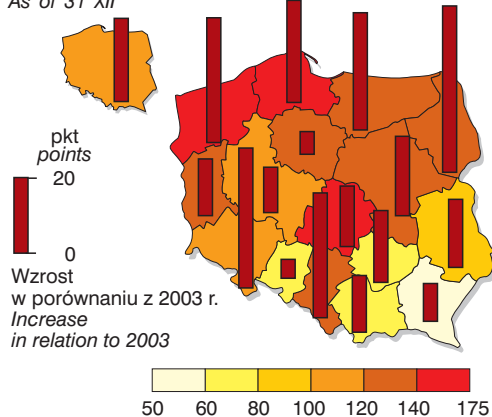 As of 31 XII
pkt
points
20
0
Wzrost
w porównaniu z 2003 r.
Increase
in relation to 2003
50 60 80 100 120 140 175